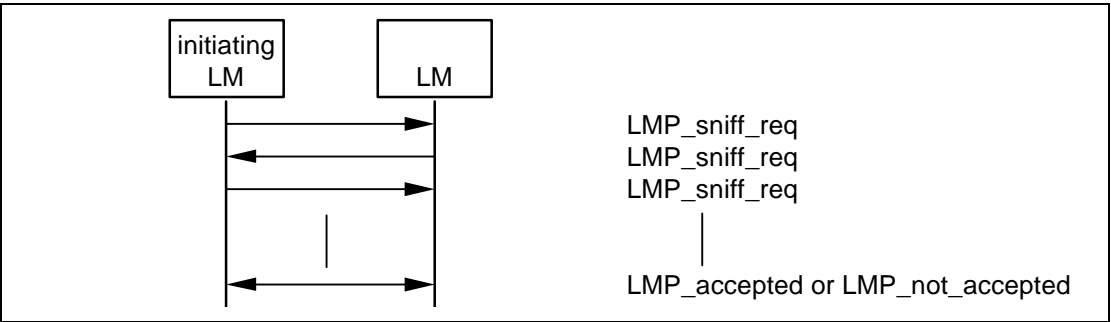 initiating
LM
LM
LMP_sniff_req
LMP_sniff_req
LMP_sniff_req
LMP_accepted or LMP_not_accepted